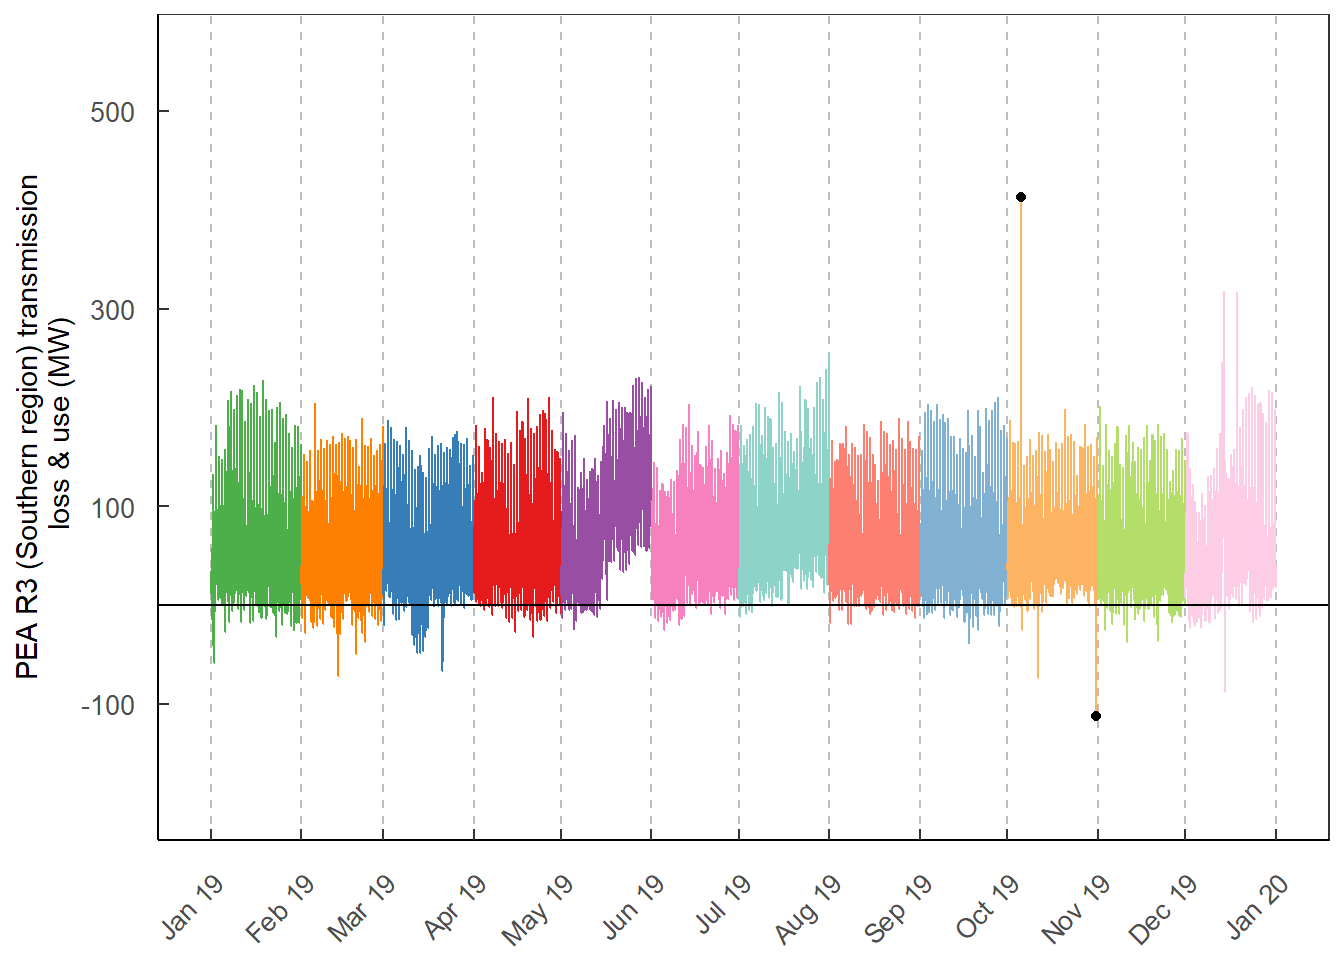 PEA R3 (Southen region) transmission
loss & use (MW)
500
300
100
-100
Jan 19
Feb 19
Mar 19
Apr 19
May 19
Jun 19
Jul 19
Aug 19
Sep 19
Oct 19
Nov 19
Dec 19
Jan 20